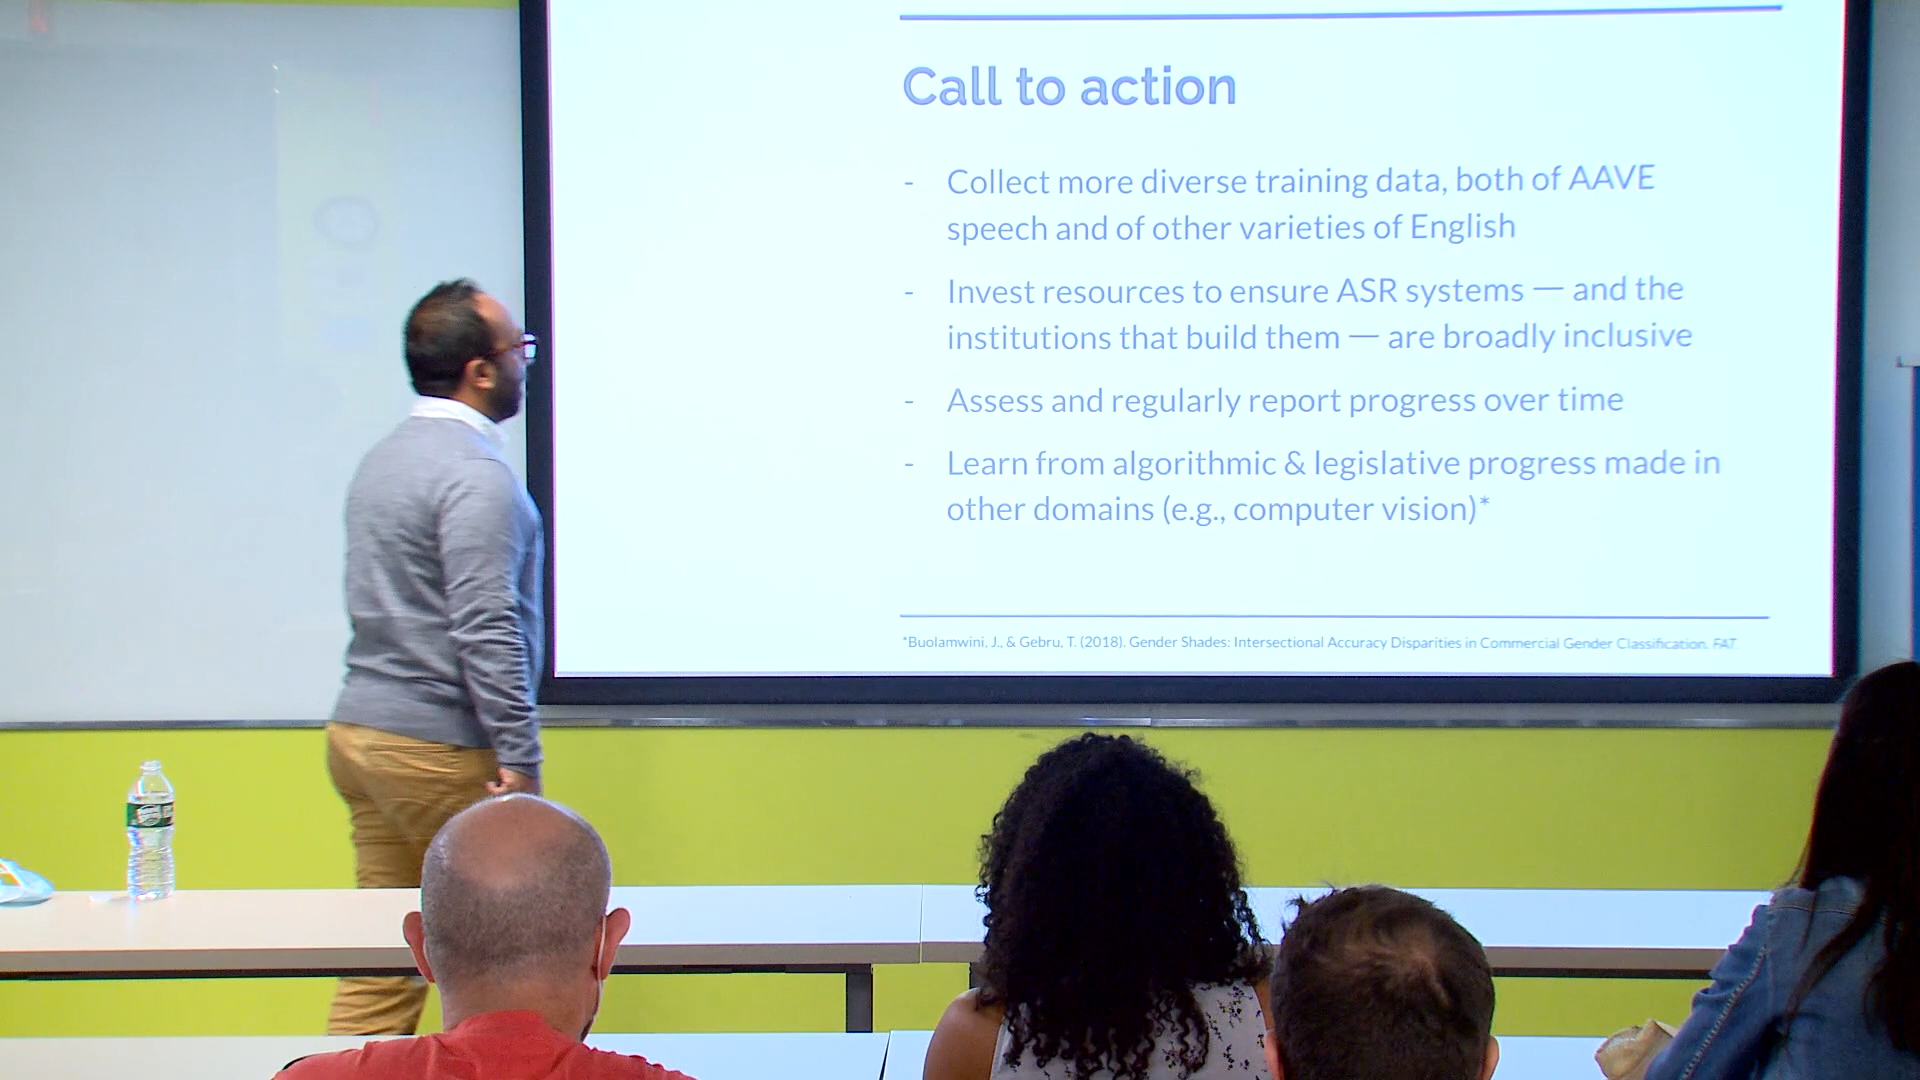 Call to action
- Collect more diverse training data, both of AAVE
speech and of other varieties of English
- Invest resources to ensure ASR systems — and the
institutions that build them — are broadly inclusive
- Assess and regularly report progress over time
- Learn from algorithmic & legislative progress made in
other domains (e.g., computer vision)*
*Buolamwini, J., & Gebru, T. (2018). Gender Shades: Intersectional Accuracy Disparities in Commercial Gender Classification. FAT.